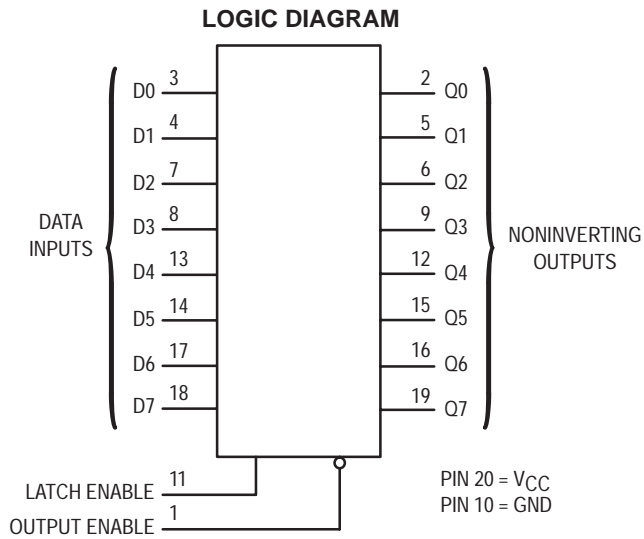 LOGIC DIAGRAM
D0 3
D1 4
D2 7
D3 8
D4 13
D5 14
D6 17
D7 18
DATA
INPUTS
2 Q0
5 Q1
6 Q2
9 Q3
12 Q4
15 Q5
16 Q6
19 Q7
NONINVERTING
OUTPUTS
LATCH ENABLE 11
OUTPUT ENABLE 1
PIN 20 = VCC
PIN 10 = GND